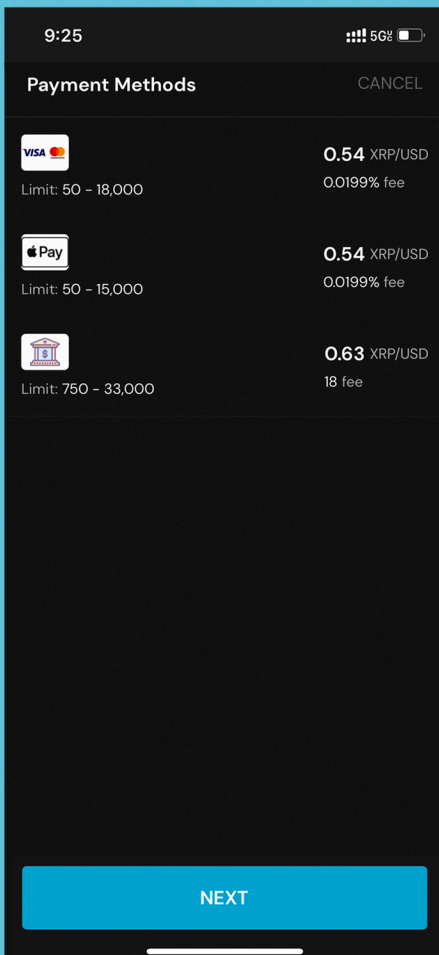 9:25
5G
Payment Methods
CANCEL
VISA
0.54 XRP/USD
Limit: 50 - 18,000
0.0199% fee
Pay
0.54 XRP/USD
Limit: 50 - 15,000
0.0199% fee
$
0.63 XRP/USD
Limit: 750 - 33,000
18 fee
NEXT